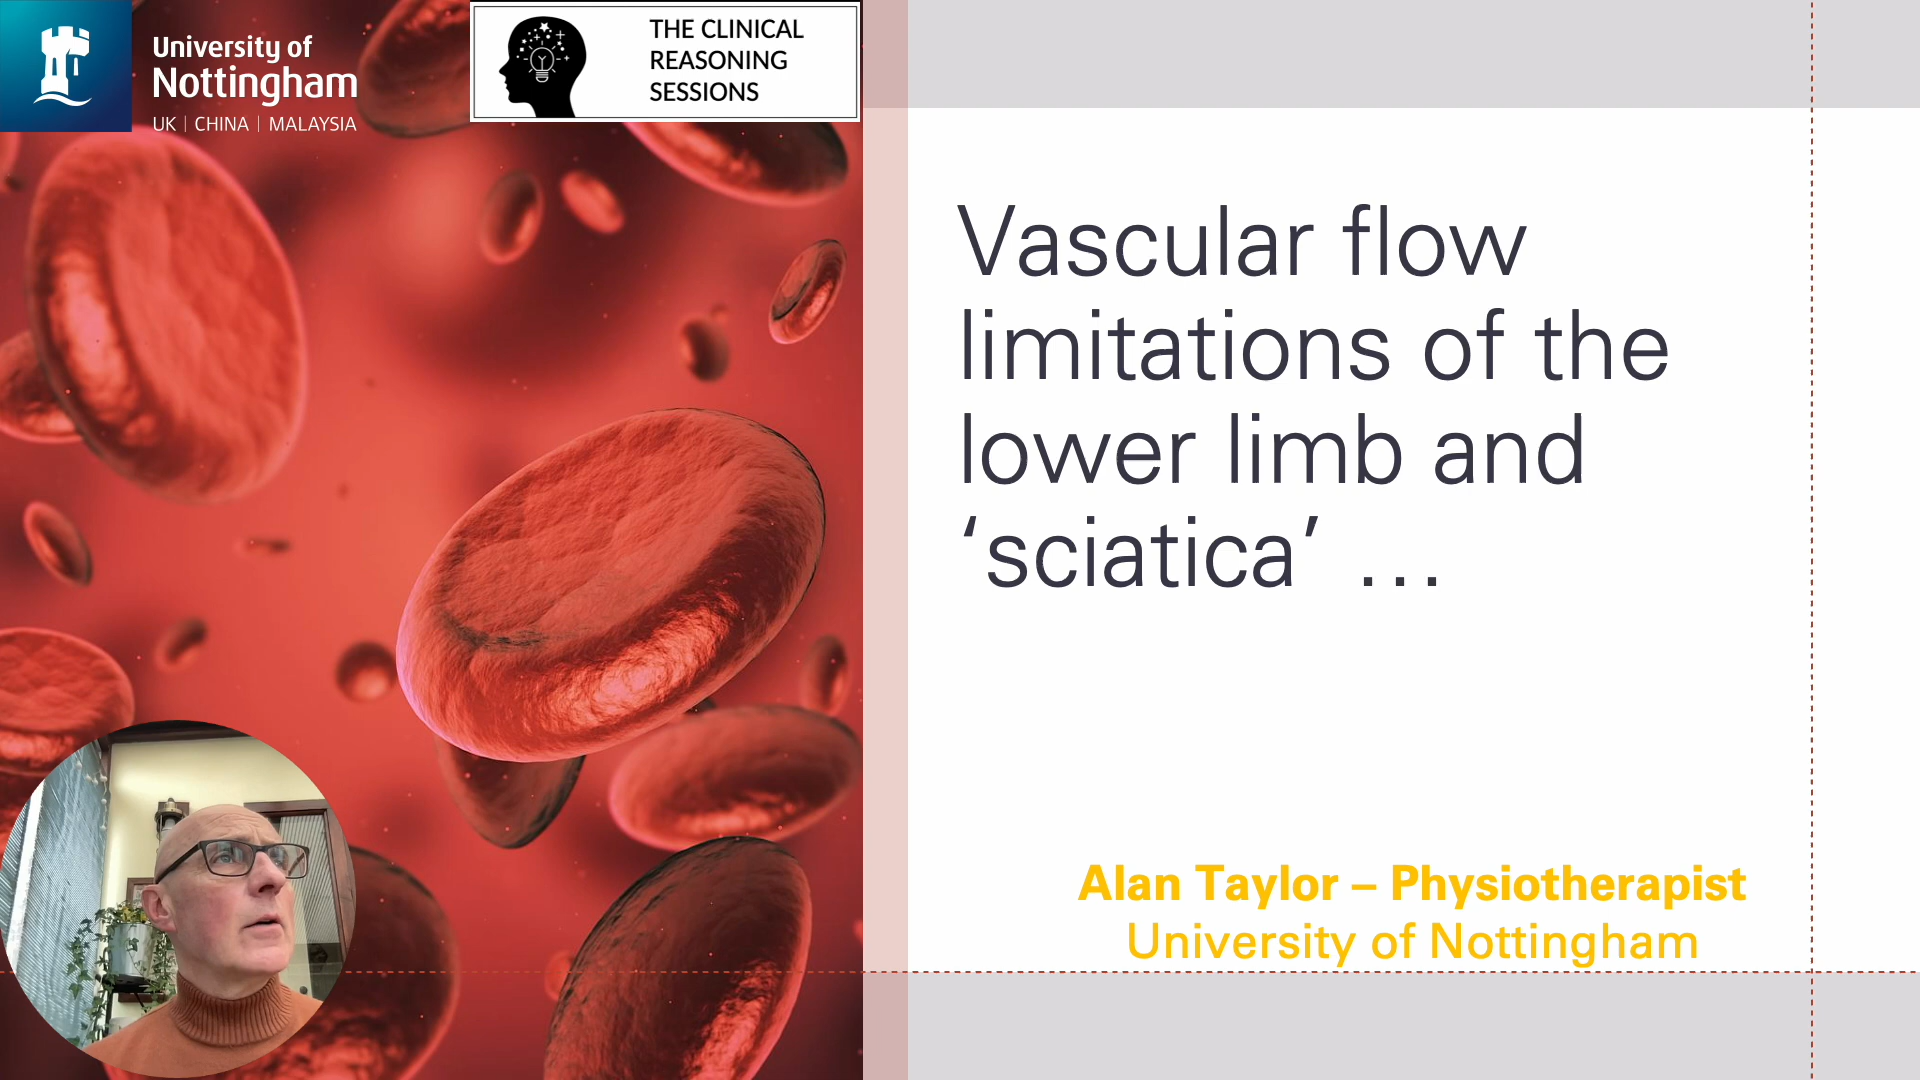 University of
Nottingham
UK | CHINA | MALAYSIA
THE CLINICAL
REASONING
SESSIONS
Vascular flow
limitations of the
lower limb and
‘sciatica’ …
Alan Taylor – Physiotherapist
University of Nottingham